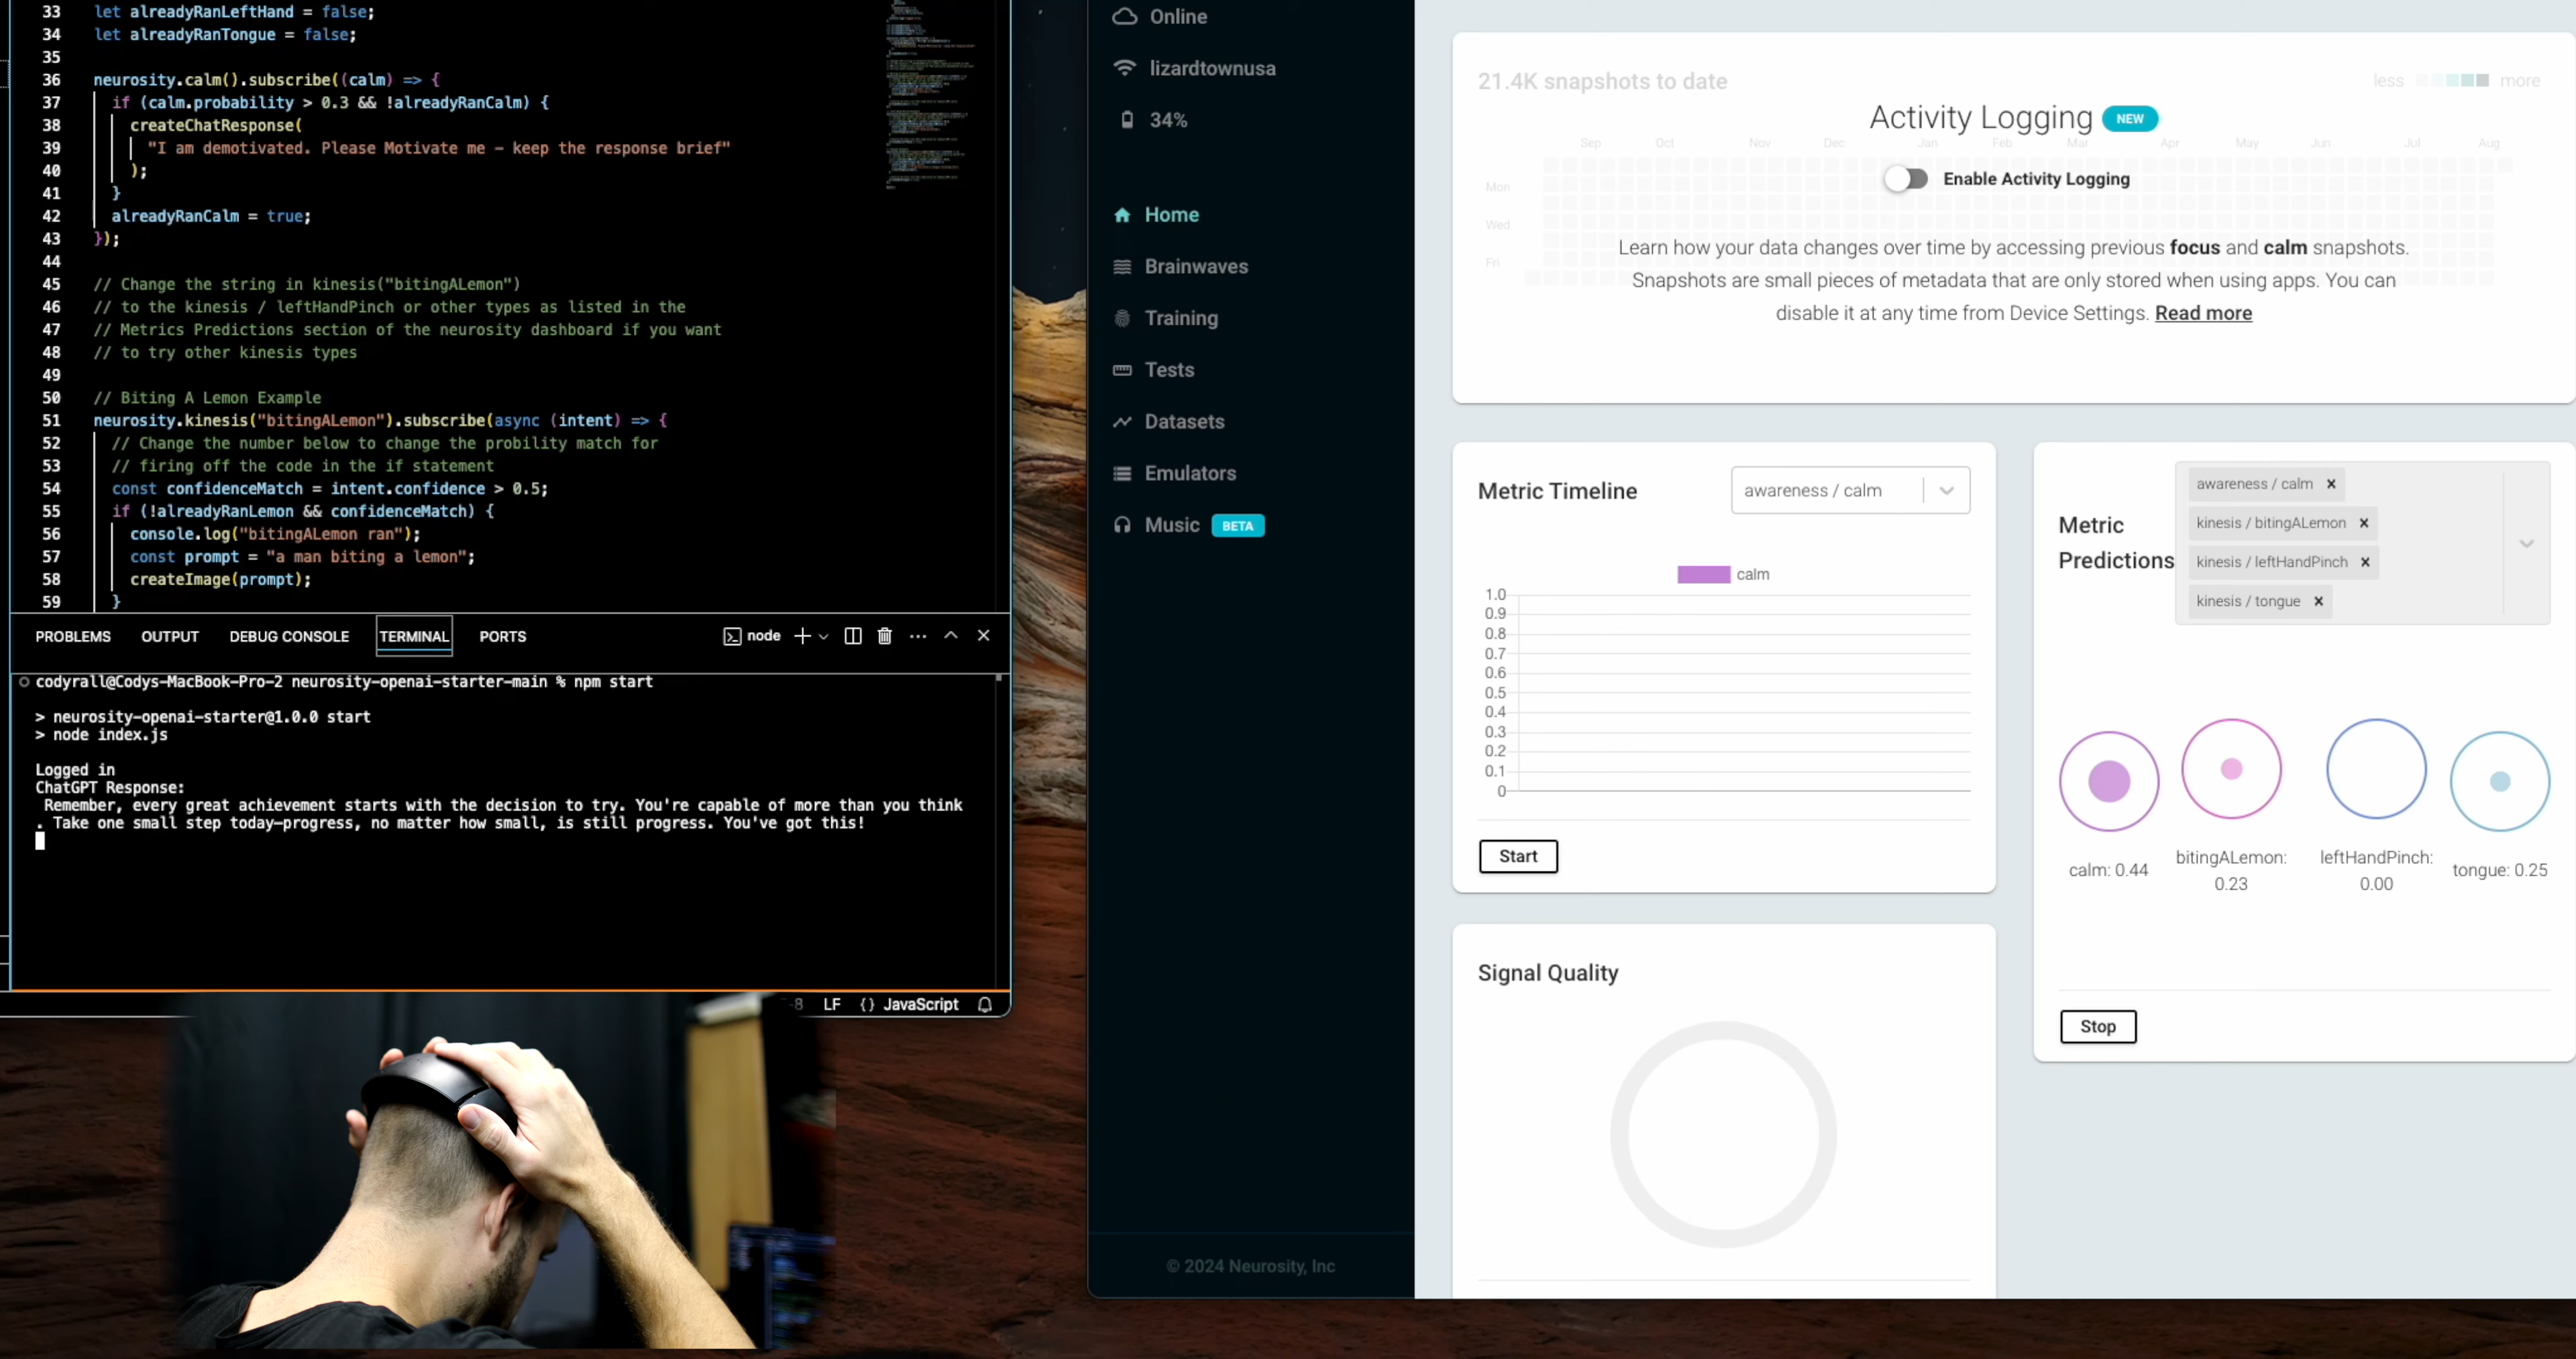 33 let alreadyRanLeftHand = false;
34 let alreadyRanTongue = false;
35
36 neurosity.calm().subscribe((calm) => {
37 if (calm.probability > 0.3 && !alreadyRanCalm) {
38 createChatResponse(
39 "I am demotivated. Please Motivate me – keep the response brief"
40 );
41 }
42 alreadyRanCalm = true;
43 });
44
45 // Change the string in kinesis("bitingALemon")
46 // to the kinesis / leftHandPinch or other types as listed in the
47 // Metrics Predictions section of the neurosity dashboard if you want
48 // to try other kinesis types
49
50 // Biting A Lemon Example
51 neurosity.kinesis("bitingALemon").subscribe(async (intent) => {
52 // Change the number below to change the probility match for
53 // firing off the code in the if statement
54 const confidenceMatch = intent.confidence > 0.5;
55 if (!alreadyRanLemon && confidenceMatch) {
56 console.log("bitingALemon ran");
57 const prompt = "a man biting a lemon";
58 createImage(prompt);
59 }
PROBLEMS OUTPUT DEBUG CONSOLE TERMINAL PORTS node
codyrall@Codys-MacBook-Pro-2 neurosity-openai-starter-main % npm start
> neurosity-openai-starter@1.0.0 start
> node index.js
Logged in
ChatGPT Response:
Remember, every great achievement starts with the decision to try. You're capable of more than you think
. Take one small step today—progress, no matter how small, is still progress. You've got this!
-8 LF {} JavaScript
Online
lizardtownusa
34%
Home
Brainwaves
Training
Tests
Datasets
Emulators
Music BETA
© 2024 Neurosity, Inc
21.4K snapshots to date
less more
Activity Logging NEW
Sep Oct Nov Dec Jan Feb Mar Apr May Jun Jul Aug
Mon
Wed
Fri
Enable Activity Logging
Learn how your data changes over time by accessing previous focus and calm snapshots.
Snapshots are small pieces of metadata that are only stored when using apps. You can
disable it at any time from Device Settings. Read more
Metric Timeline
awareness / calm
calm
1.0
0.9
0.8
0.7
0.6
0.5
0.4
0.3
0.2
0.1
0
Start
Signal Quality
Metric
Predictions
awareness / calm ×
kinesis / bitingALemon ×
kinesis / leftHandPinch ×
kinesis / tongue ×
calm: 0.44
bitingALemon:
0.23
leftHandPinch:
0.00
tongue: 0.25
Stop